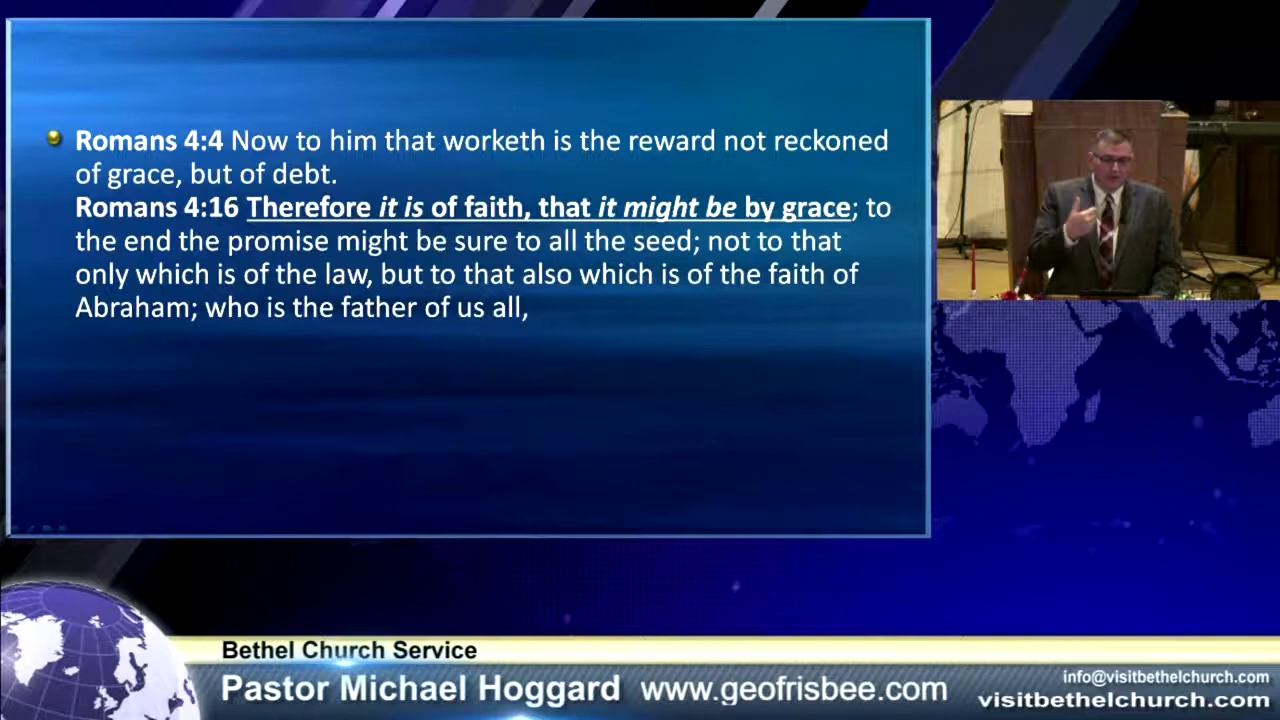 Romans 4:4 Now to him that worketh is the reward not reckoned
of grace, but of debt.
Romans 4:16 Therefore it is of faith, that it might be by grace; to
the end the promise might be sure to all the seed; not to that
only which is of the law, but to that also which is of the faith of
Abraham; who is the father of us all,
Bethel Church Service
Pastor Michael Hoggard www.geofrisbee.com
info@visitbethelchurch.com
visitbethelchurch.com